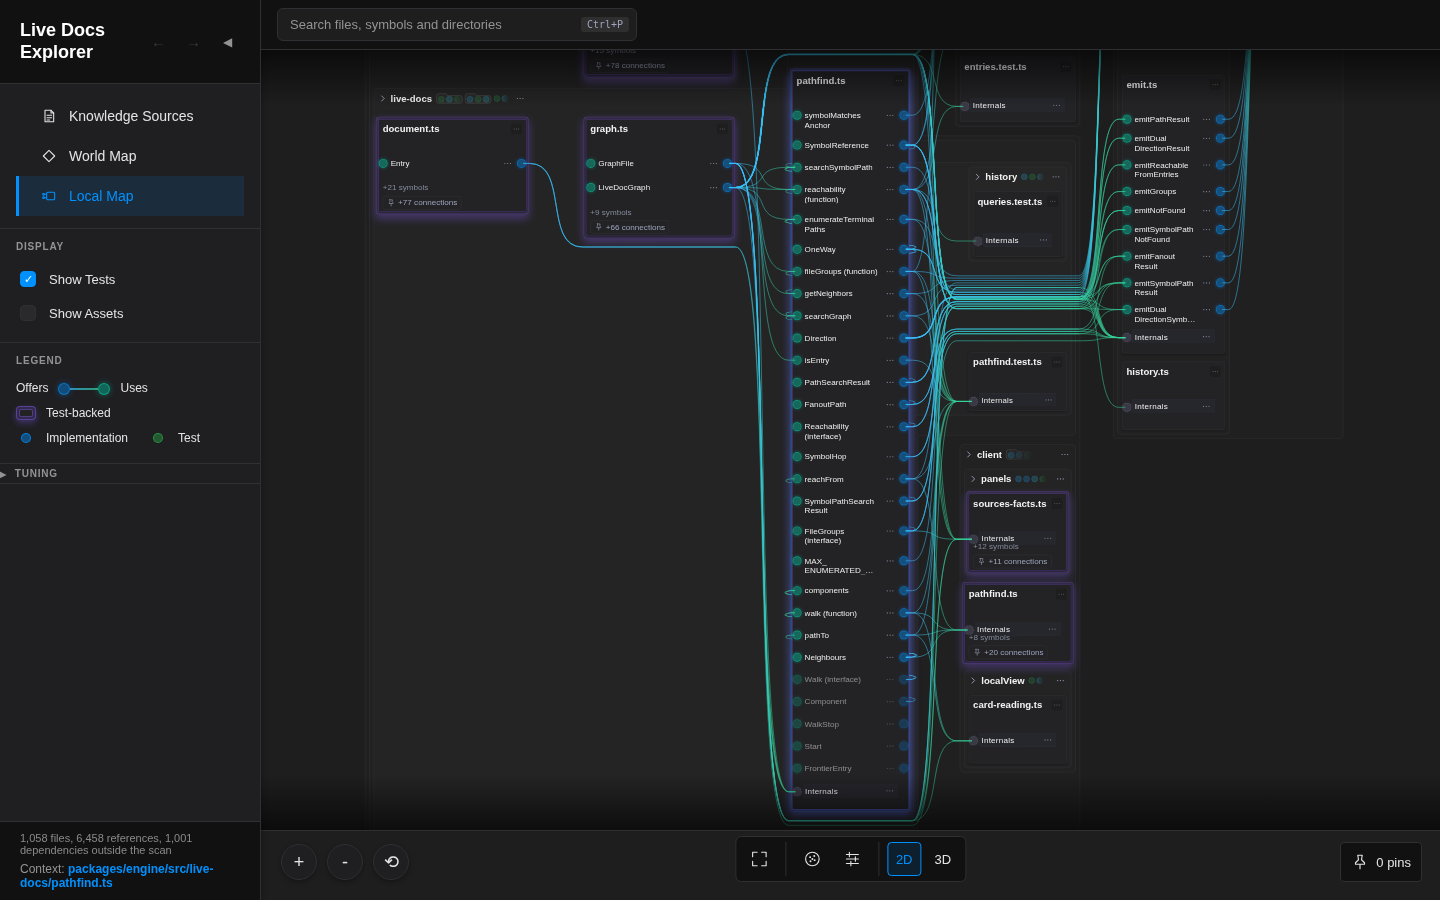 Live Docs
Explorer
Search files, symbols and directories
Ctrl+P
Knowledge Sources
World Map
Local Map
DISPLAY
Show Tests
Show Assets
LEGEND
Offers
Uses
Test-backed
Implementation
Test
TUNING
1,058 files, 6,458 references, 1,001
dependencies outside the scan
Context: packages/engine/src/live-
docs/pathfind.ts
live-docs
document.ts
Entry
+21 symbols
+77 connections
+78 connections
graph.ts
GraphFile
LiveDocGraph
+9 symbols
+66 connections
pathfind.ts
symbolMatches
Anchor
SymbolReference
searchSymbolPath
reachability
(function)
enumerateTerminal
Paths
OneWay
fileGroups (function)
getNeighbors
searchGraph
Direction
isEntry
PathSearchResult
FanoutPath
Reachability
(interface)
SymbolHop
reachFrom
SymbolPathSearch
Result
FileGroups
(interface)
MAX_
ENUMERATED_…
components
walk (function)
pathTo
Neighbours
Walk (interface)
Component
WalkStop
Start
FrontierEntry
Internals
entries.test.ts
Internals
history
queries.test.ts
Internals
pathfind.test.ts
Internals
client
panels
sources-facts.ts
Internals
+12 symbols
+11 connections
pathfind.ts
Internals
+8 symbols
+20 connections
localView
card-reading.ts
Internals
emit.ts
emitPathResult
emitDual
DirectionResult
emitReachable
FromEntries
emitGroups
emitNotFound
emitSymbolPath
NotFound
emitFanout
Result
emitSymbolPath
Result
emitDual
DirectionSymb…
Internals
history.ts
Internals
+
-
2D
3D
0 pins